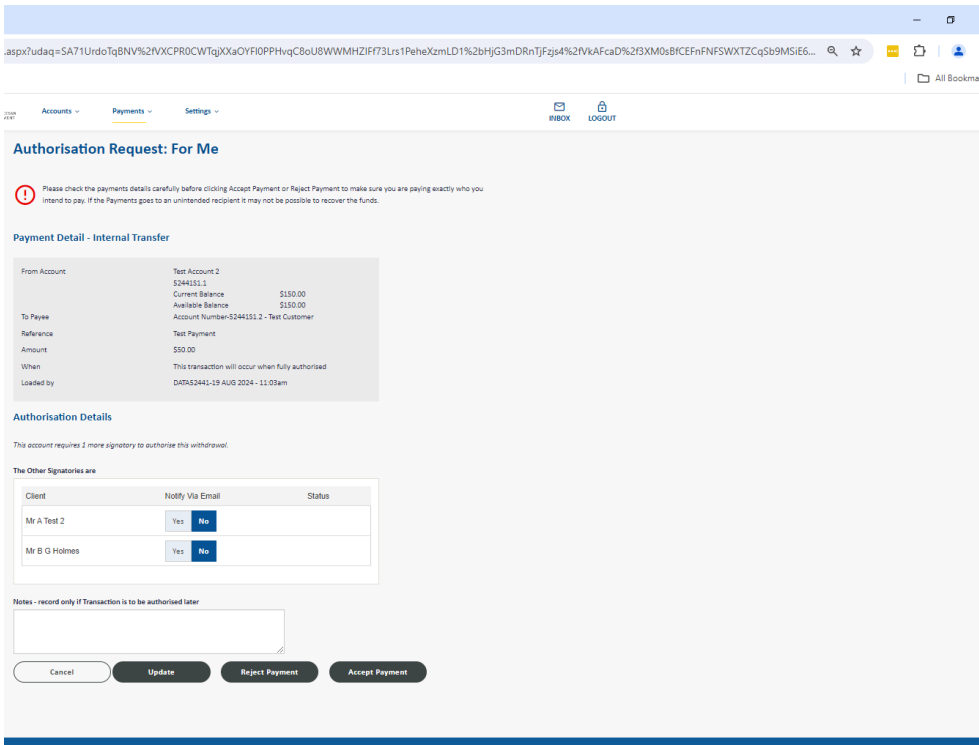 .aspx?udaq=SA71UrdoTqBNV%2fVXCPR0CWTqjXXaOYFI0PPHvqC8oU8WWMHZIFf73Lrs1PeheXzmLD1%2bHjG3mDRnTjFzjs4%2fVkAFcaD%2f3XM0sBfCEFnFNFSWXTZCqSb9MSiE6...
All Bookma
Accounts Payments Settings INBOX LOGOUT
Authorisation Request: For Me
Please check the payments details carefully before clicking Accept Payment or Reject Payment to make sure you are paying exactly who you
intend to pay. If the Payments goes to an unintended recipient it may not be possible to recover the funds.
Payment Detail - Internal Transfer
From Account Test Account 2
52441S1.1
Current Balance $150.00
Available Balance $150.00
To Payee Account Number-52441S1.2 - Test Customer
Reference Test Payment
Amount $50.00
When This transaction will occur when fully authorised
Loaded by DATA52441-19 AUG 2024 - 11:03am
Authorisation Details
This account requires 1 more signatory to authorise this withdrawal.
The Other Signatories are
Client Notify Via Email Status
Mr A Test 2 Yes No
Mr B G Holmes Yes No
Notes - record only if Transaction is to be authorised later
Cancel Update Reject Payment Accept Payment